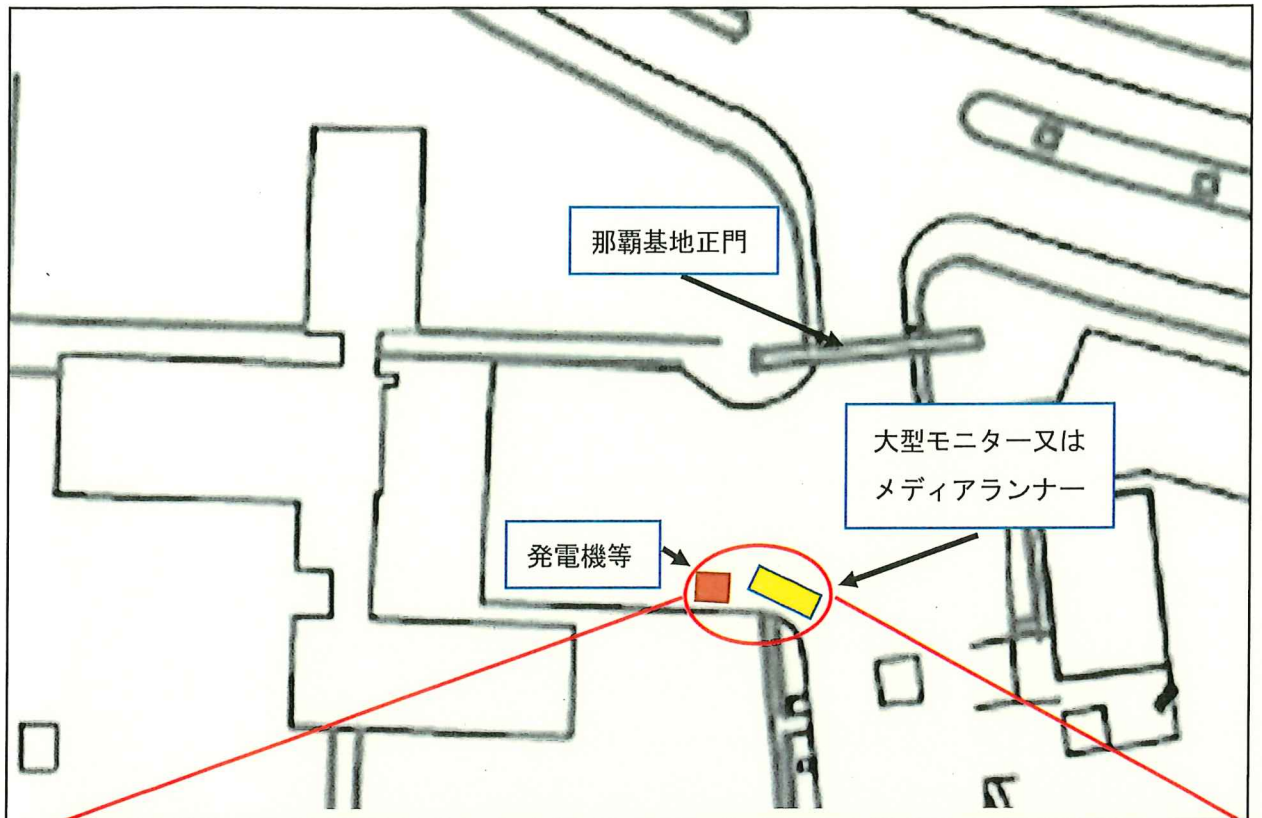 那覇基地正門
大型モニター又は
メディアランナー
発電機等